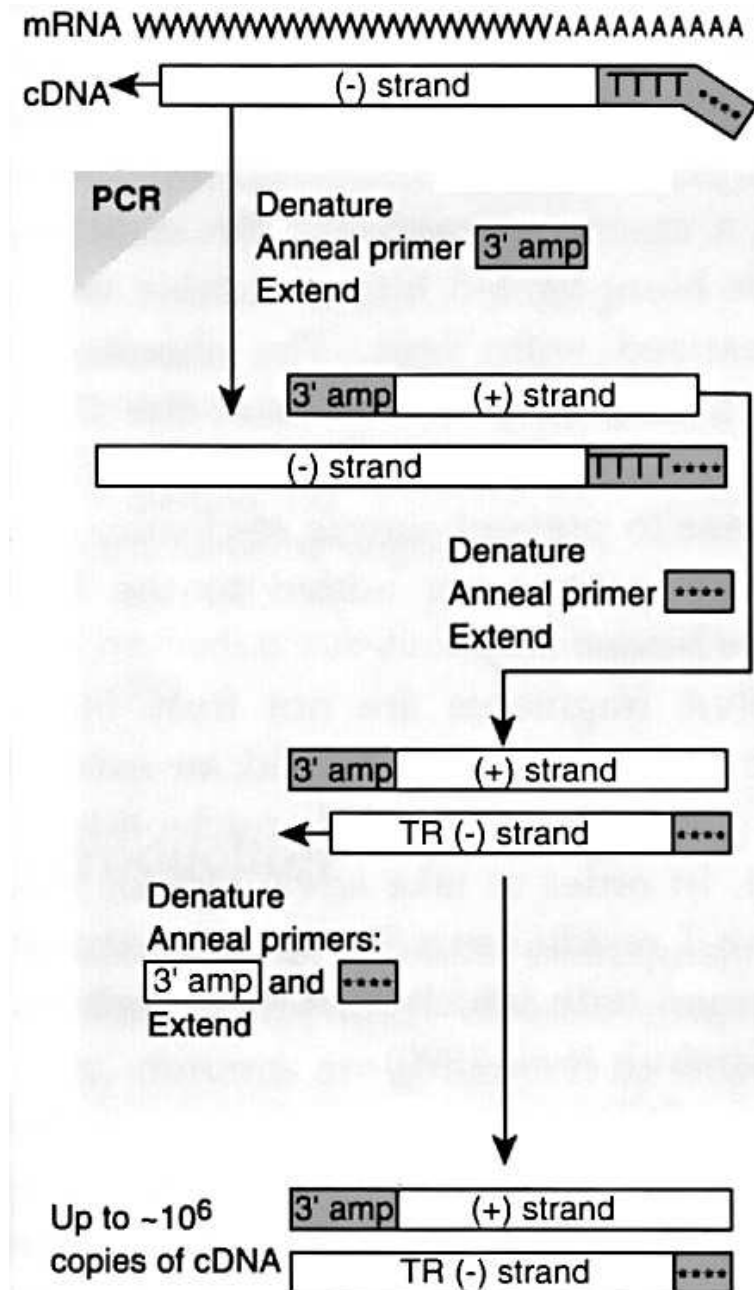 mRNA AAAAAAAAAA
cDNA (-) strand TTTT ••••
PCR
Denature
Anneal primer 3' amp
Extend
3' amp (+) strand
(-) strand TTTT ••••
Denature
Anneal primer ••••
Extend
3' amp (+) strand
TR (-) strand ••••
Denature
Anneal primers:
3' amp and ••••
Extend
Up to ~10⁶
copies of cDNA
3' amp (+) strand
TR (-) strand ••••